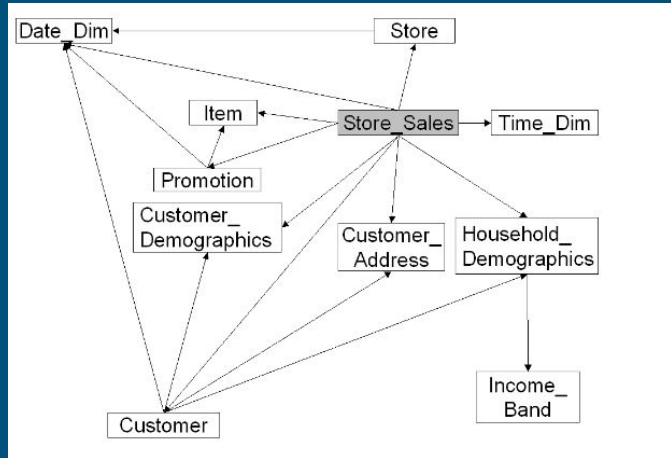 Date_Dim
Store
Item
Store_Sales
Time_Dim
Promotion
Customer_
Demographics
Customer_
Address
Household_
Demographics
Income_
Band
Customer